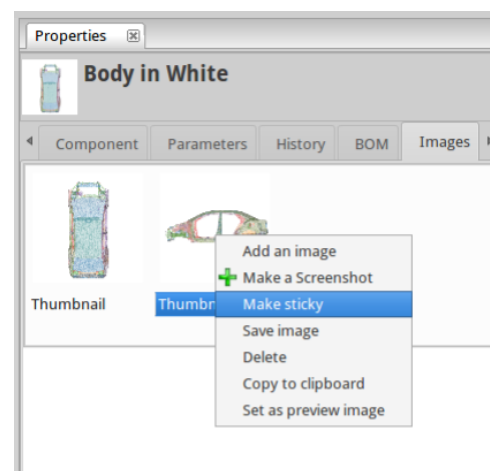 Properties
Body in White
Component Parameters History BOM Images
Thumbnail
Add an image
Make a Screenshot
Make sticky
Save image
Delete
Copy to clipboard
Set as preview image